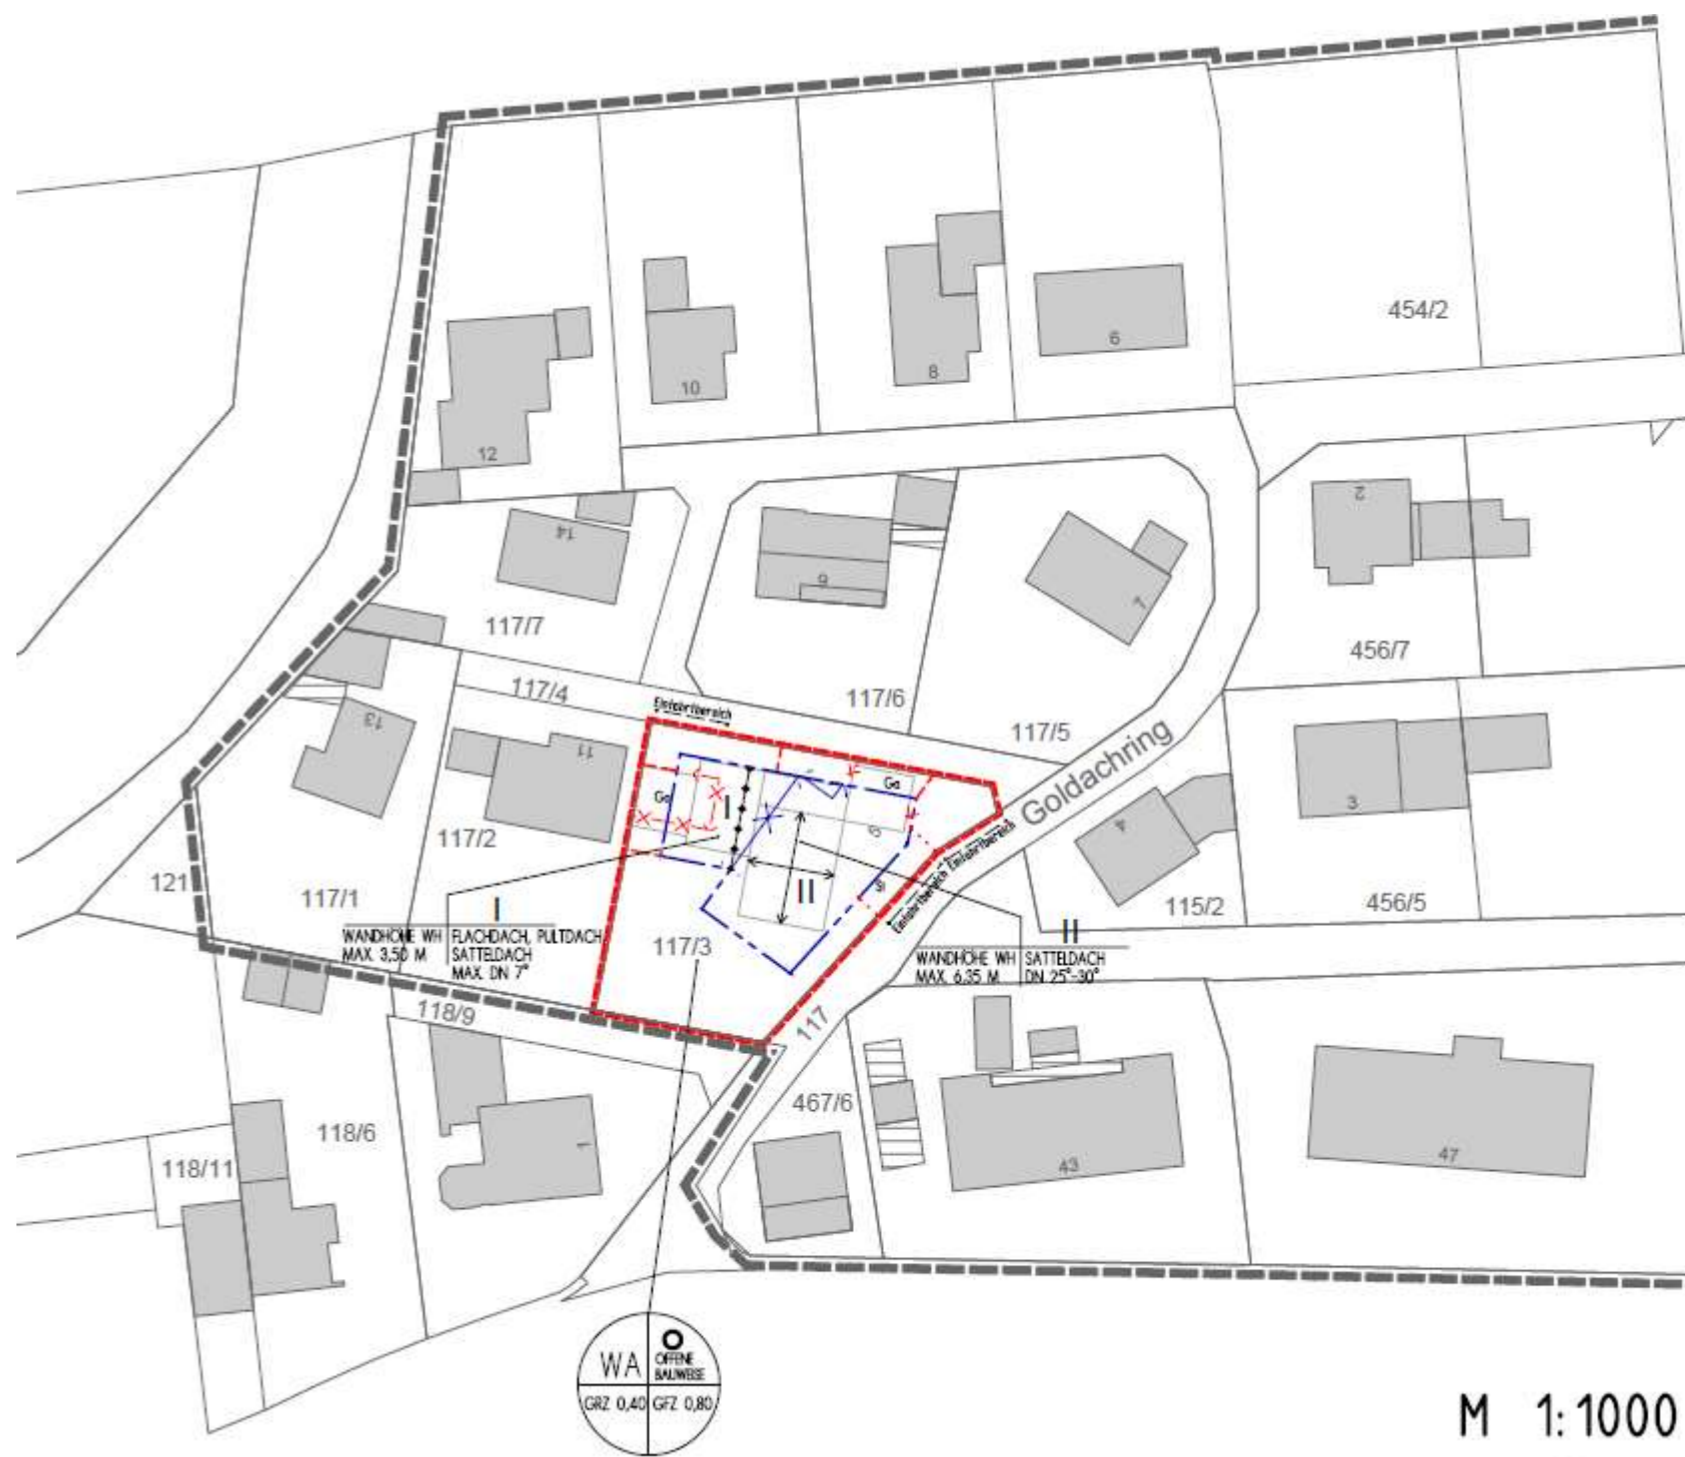 454/2
6
8
10
12
2
14
9
7
117/7
456/7
117/4
Einfahrtbereich
117/6
117/5
13
11
Goldachring
3
Ga
Ga
I
5
4
117/2
121
117/1
II
Einfahrtbereich Einfahrtbereich
115/2
456/5
I
WANDHÖHE WH
MAX. 3,50 M
FLACHDACH, PULTDACH
SATTELDACH
MAX. DN 7°
117/3
II
WANDHÖHE WH
MAX. 6,35 M
SATTELDACH
DN 25°-30°
118/9
117
467/6
118/6
1
118/11
43
47
WA
OFFENE
BAUWEISE
GRZ 0,40
GFZ 0,80
M 1:1000